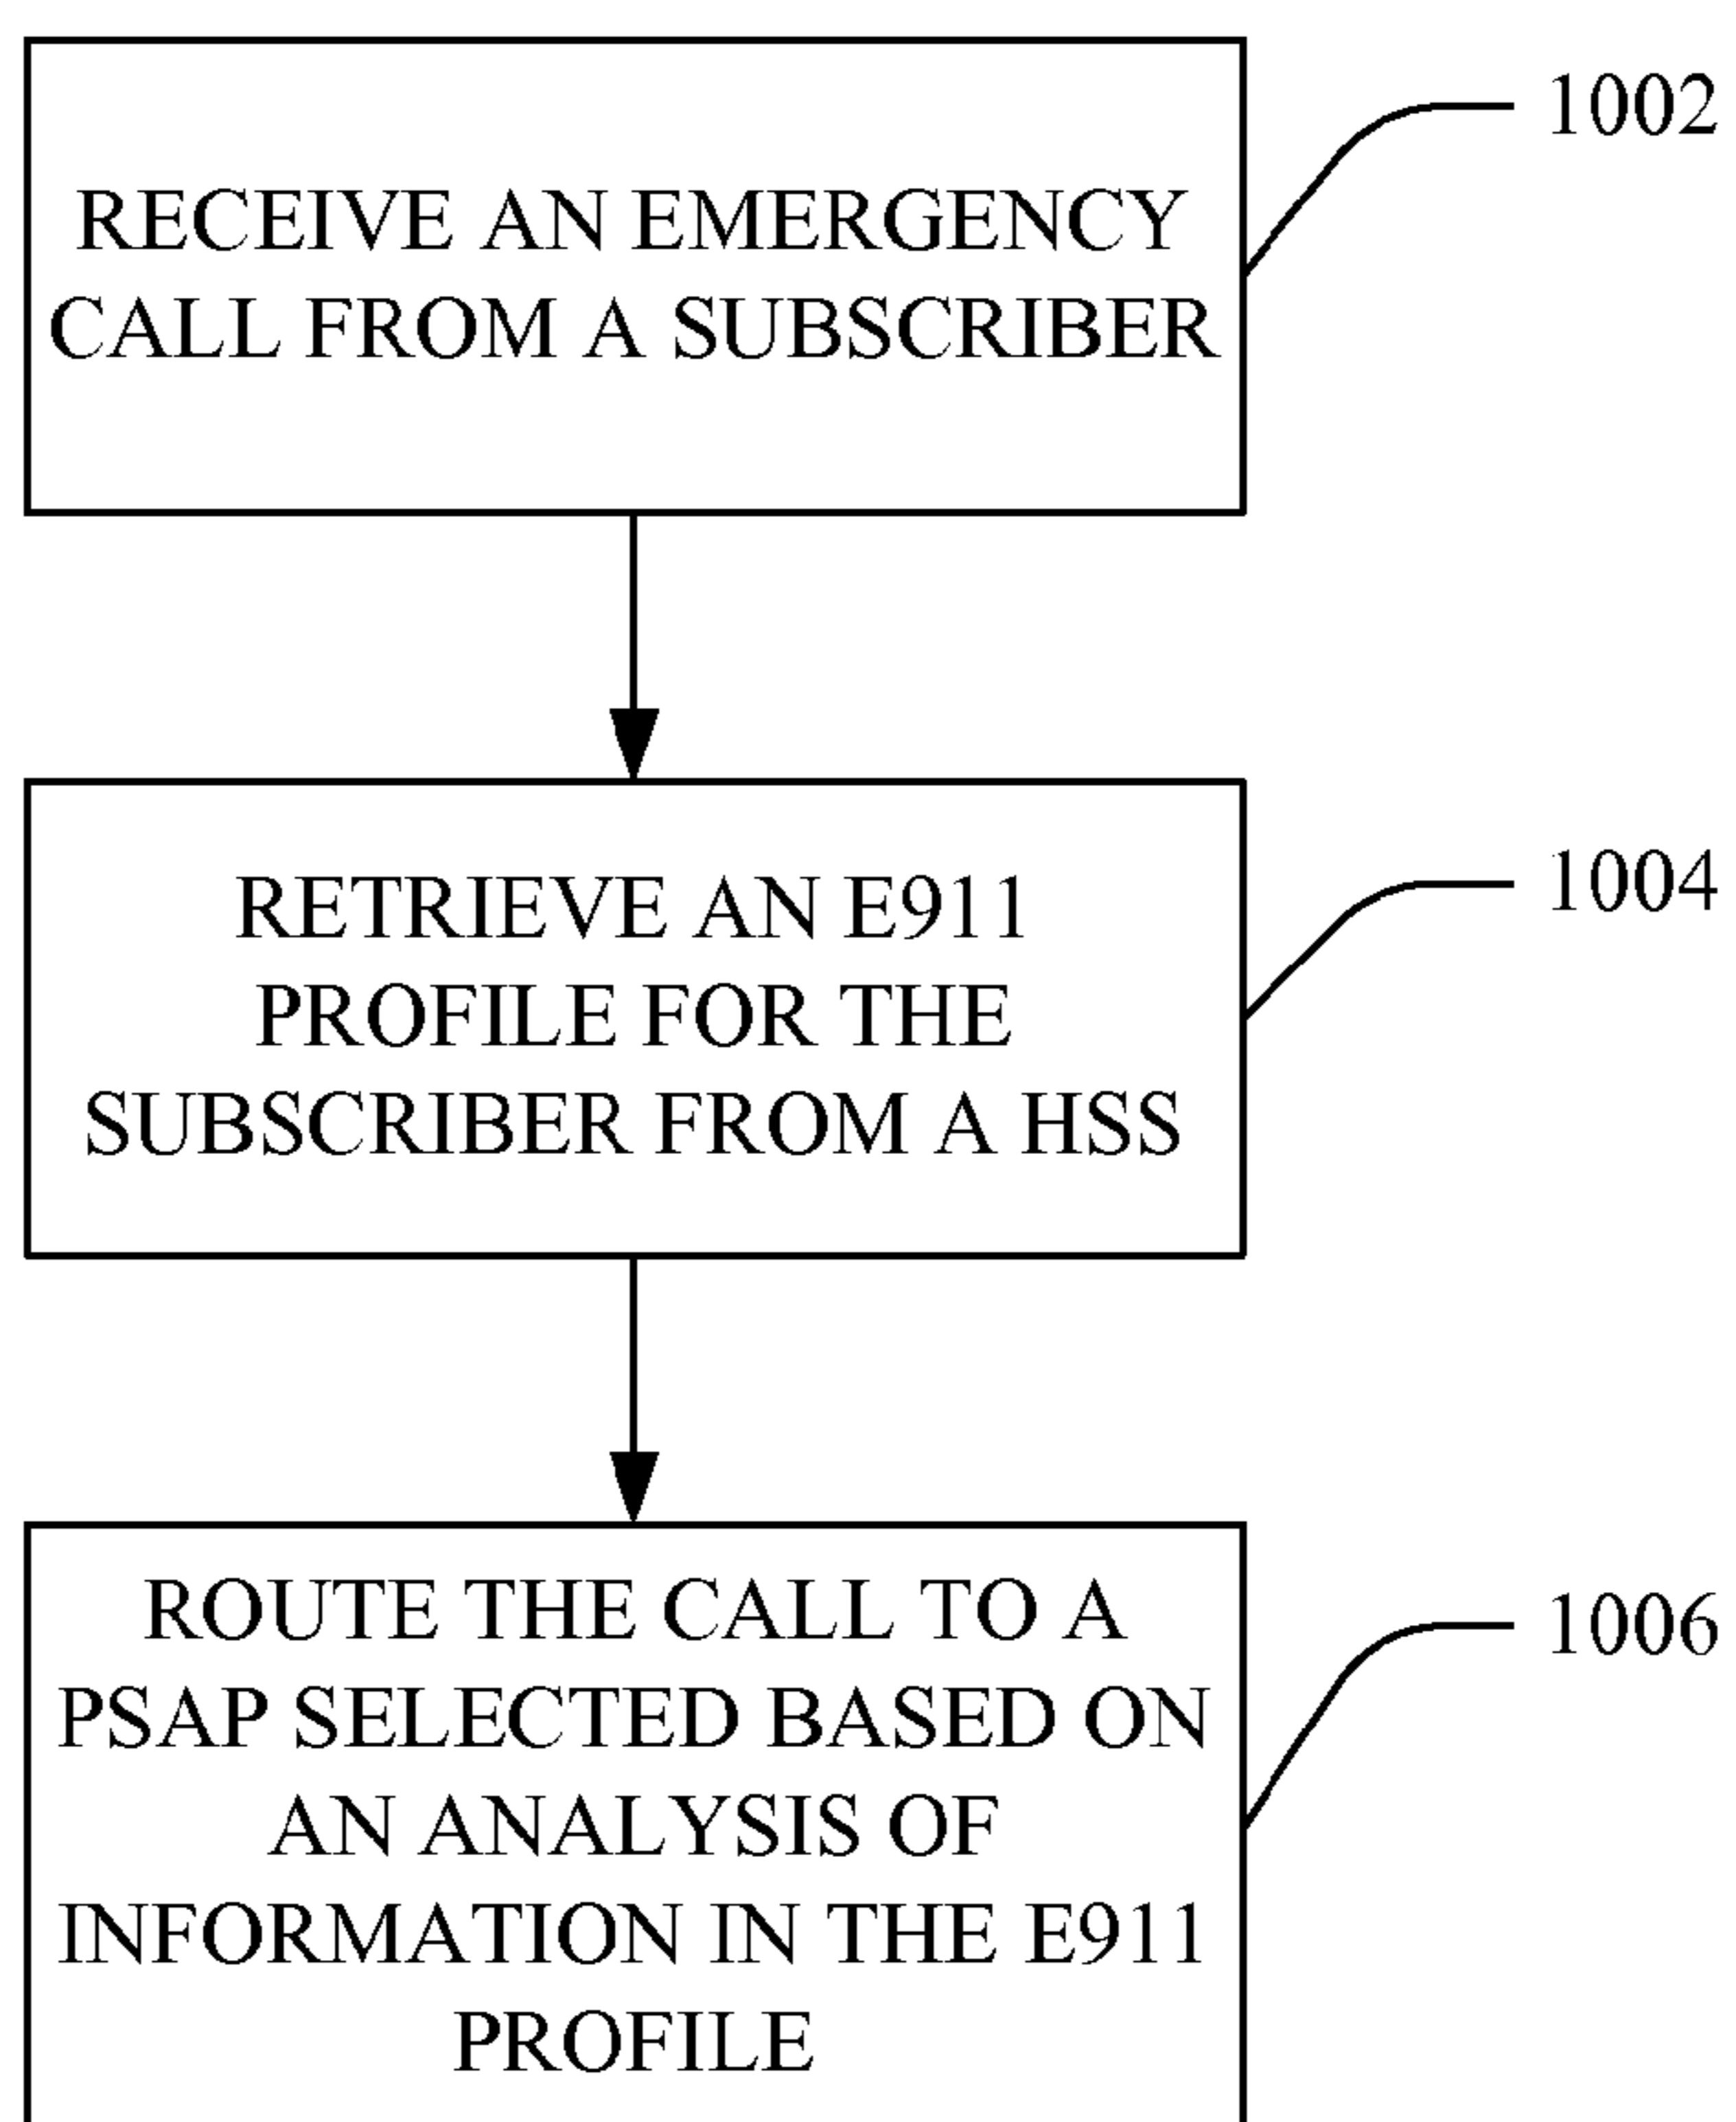 RECEIVE AN EMERGENCY
CALL FROM A SUBSCRIBER
1002
RETRIEVE AN E911
PROFILE FOR THE
SUBSCRIBER FROM A HSS
1004
ROUTE THE CALL TO A
PSAP SELECTED BASED ON
AN ANALYSIS OF
INFORMATION IN THE E911
PROFILE
1006